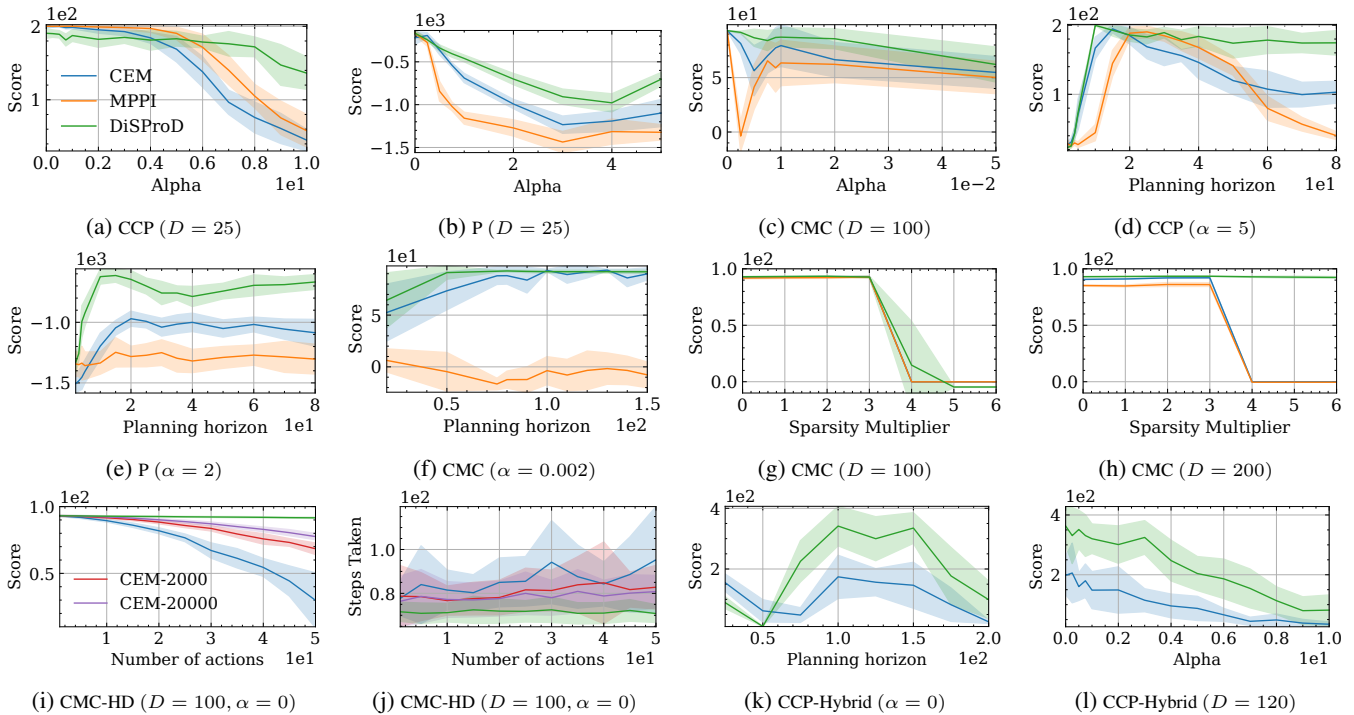 1e2
2
1
Score
CEM
MPPI
DiSProD
0.0 0.2 0.4 0.6 0.8 1.0
Alpha
1e1
(a) CCP (D = 25)
1e3
−0.5
−1.0
−1.5
Score
0 2 4
Alpha
(b) P (D = 25)
1e1
5
0
Score
0 1 2 3 4 5
Alpha
1e−2
(c) CMC (D = 100)
1e2
2
1
Score
2 4 6 8
Planning horizon
1e1
(d) CCP (α = 5)
1e3
−1.0
−1.5
Score
2 4 6 8
Planning horizon
1e1
(e) P (α = 2)
1e1
5
0
Score
0.5 1.0 1.5
Planning horizon
1e2
(f) CMC (α = 0.002)
1e2
1.0
0.5
0.0
Score
0 1 2 3 4 5 6
Sparsity Multiplier
(g) CMC (D = 100)
1e2
1.0
0.5
0.0
Score
0 1 2 3 4 5 6
Sparsity Multiplier
(h) CMC (D = 200)
1e2
1.0
0.5
Score
CEM-2000
CEM-20000
1 2 3 4 5
Number of actions
1e1
(i) CMC-HD (D = 100, α = 0)
1e2
1.0
0.8
0.6
Steps Taken
1 2 3 4 5
Number of actions
1e1
(j) CMC-HD (D = 100, α = 0)
1e2
4
2
Score
0.5 1.0 1.5 2.0
Planning horizon
1e2
(k) CCP-Hybrid (α = 0)
1e2
4
2
Score
0.0 0.2 0.4 0.6 0.8 1.0
Alpha
1e1
(l) CCP-Hybrid (D = 120)